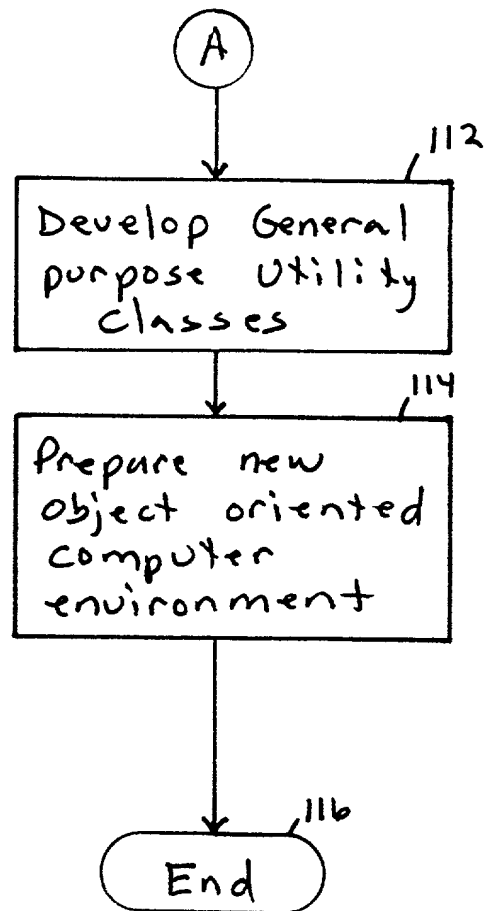 A
112
Develop General
purpose Utility
classes
114
Prepare new
object oriented
computer
environment
116
End